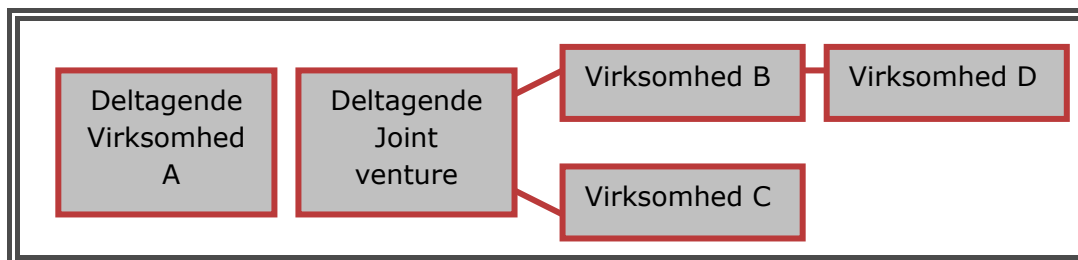 Deltagende
Virksomhed
A
Deltagende
Joint
venture
Virksomhed B
Virksomhed D
Virksomhed C